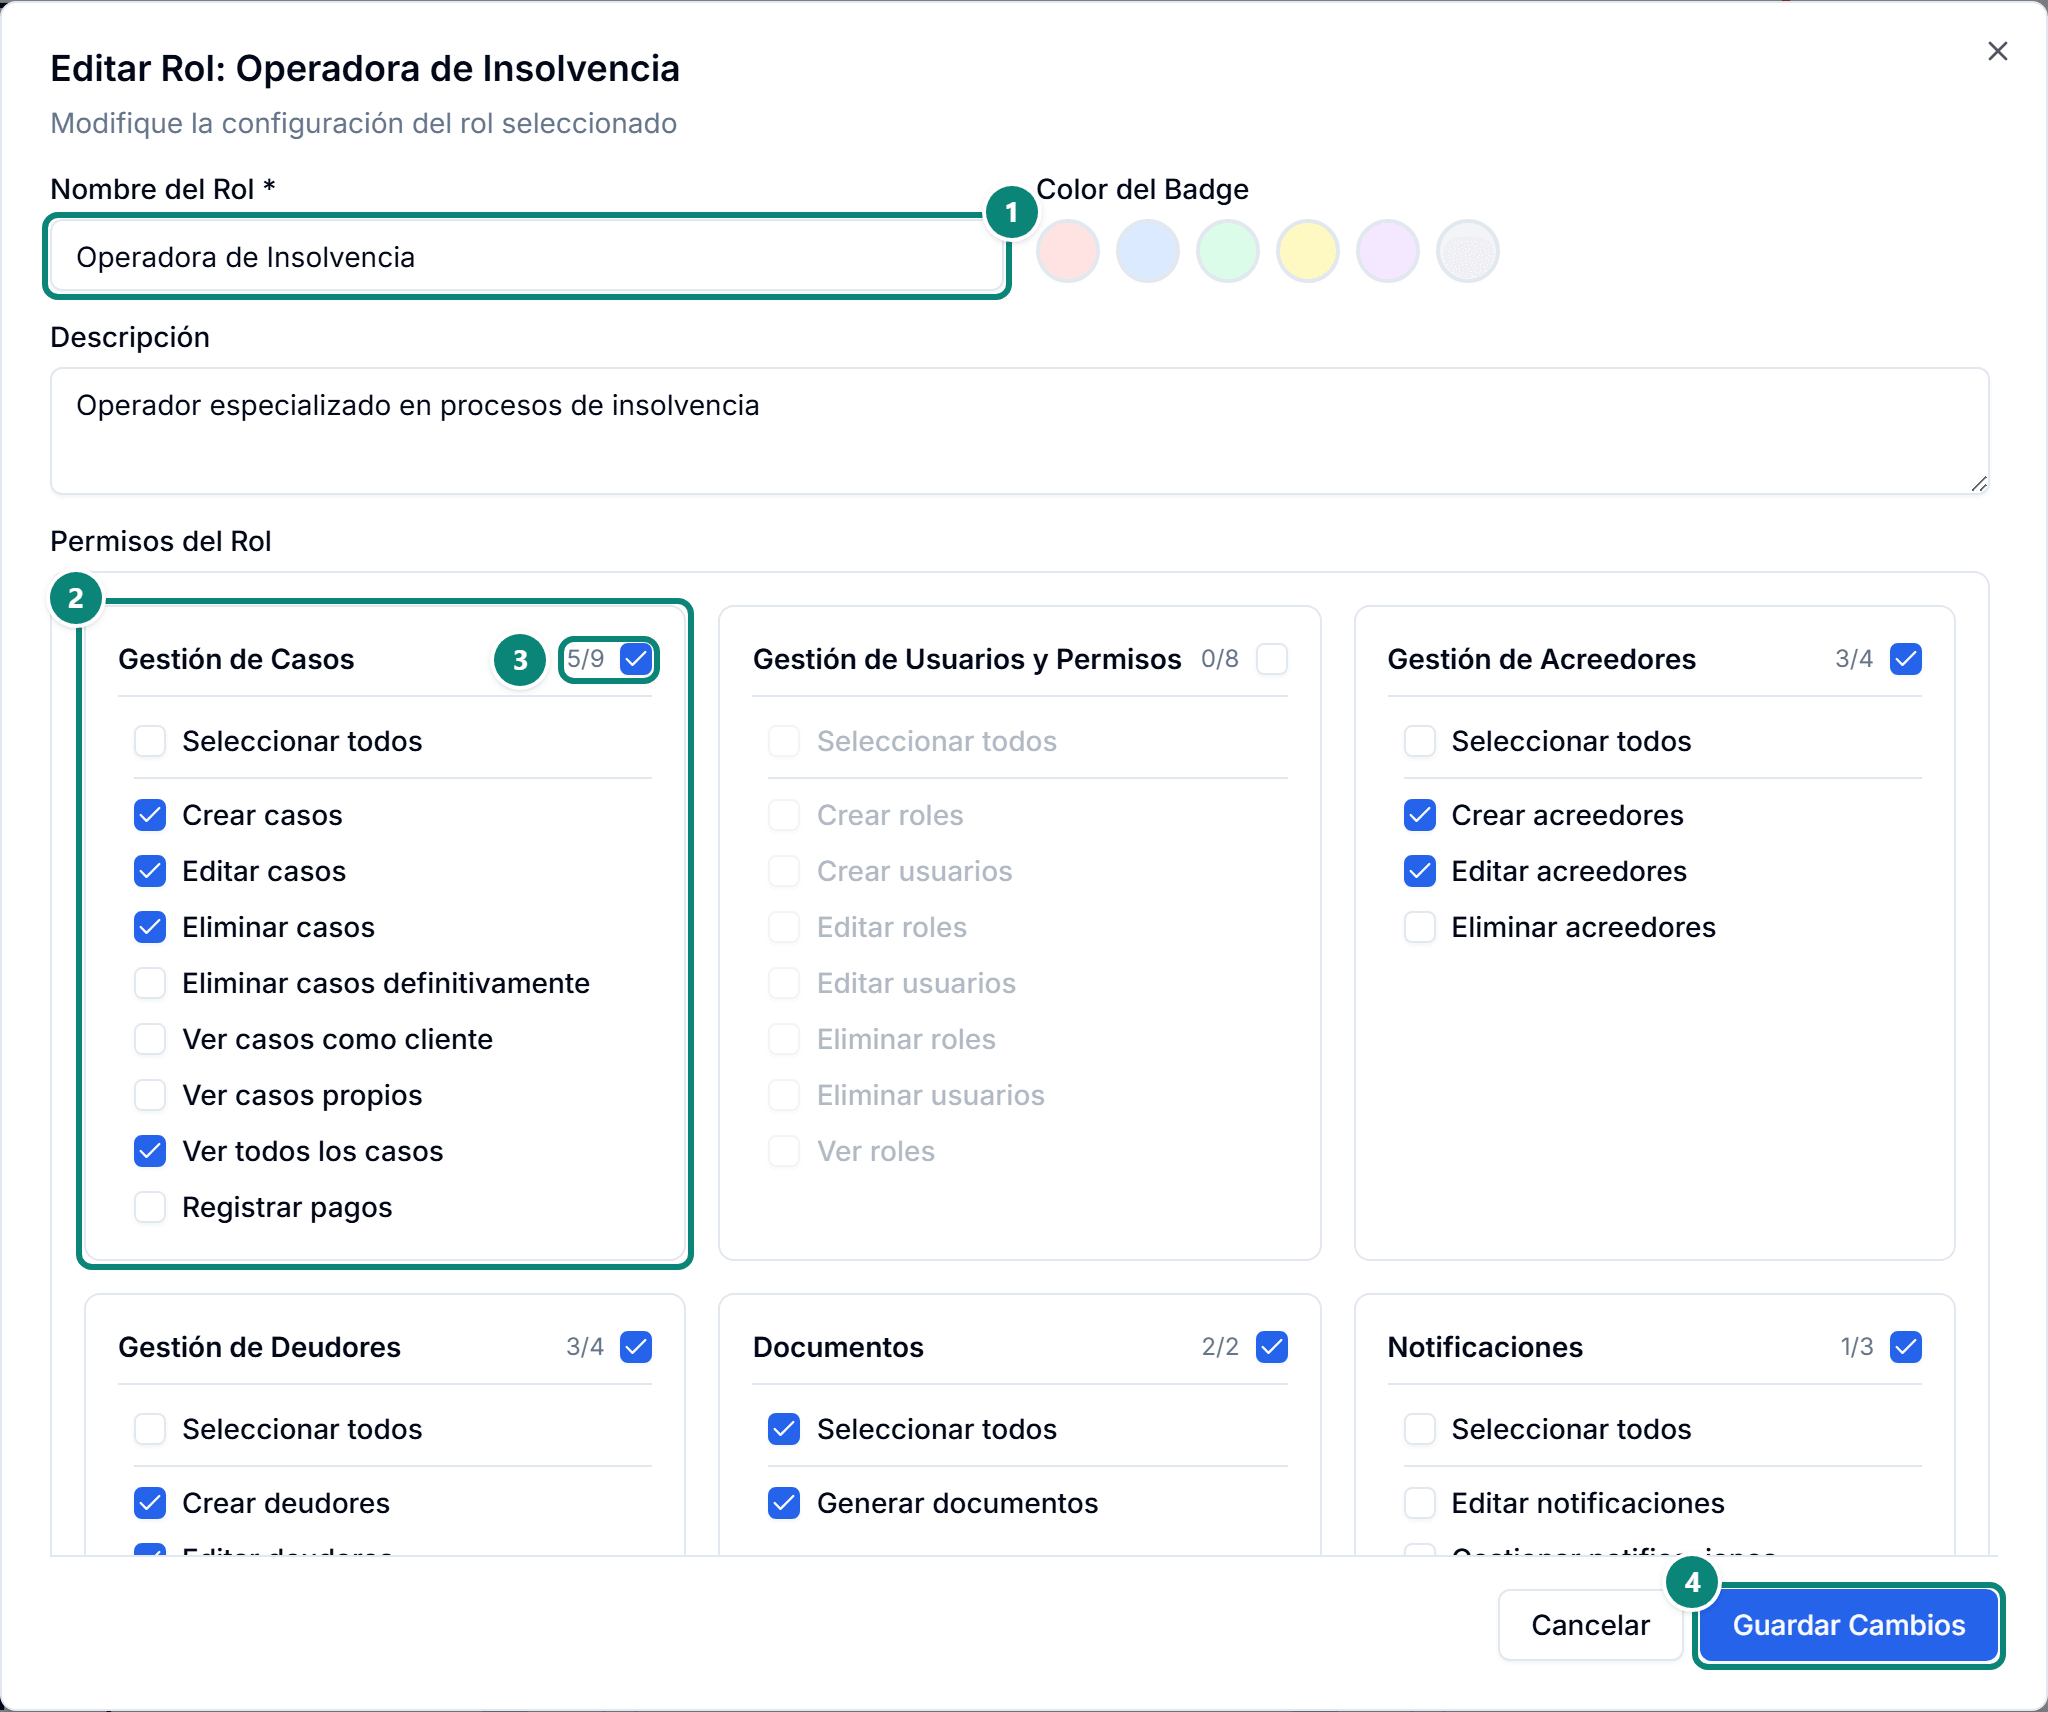 Editar Rol: Operadora de Insolvencia
Modifique la configuración del rol seleccionado
Nombre del Rol *
1
Color del Badge
Operadora de Insolvencia
Descripción
Operador especializado en procesos de insolvencia
Permisos del Rol
2
Gestión de Casos
3
5/9
Seleccionar todos
Crear casos
Editar casos
Eliminar casos
Eliminar casos definitivamente
Ver casos como cliente
Ver casos propios
Ver todos los casos
Registrar pagos
Gestión de Usuarios y Permisos 0/8
Seleccionar todos
Crear roles
Crear usuarios
Editar roles
Editar usuarios
Eliminar roles
Eliminar usuarios
Ver roles
Gestión de Acreedores 3/4
Seleccionar todos
Crear acreedores
Editar acreedores
Eliminar acreedores
Gestión de Deudores 3/4
Seleccionar todos
Crear deudores
Editar deudores
Documentos 2/2
Seleccionar todos
Generar documentos
Notificaciones 1/3
Seleccionar todos
Editar notificaciones
Gestionar notificaciones
4
Cancelar
Guardar Cambios